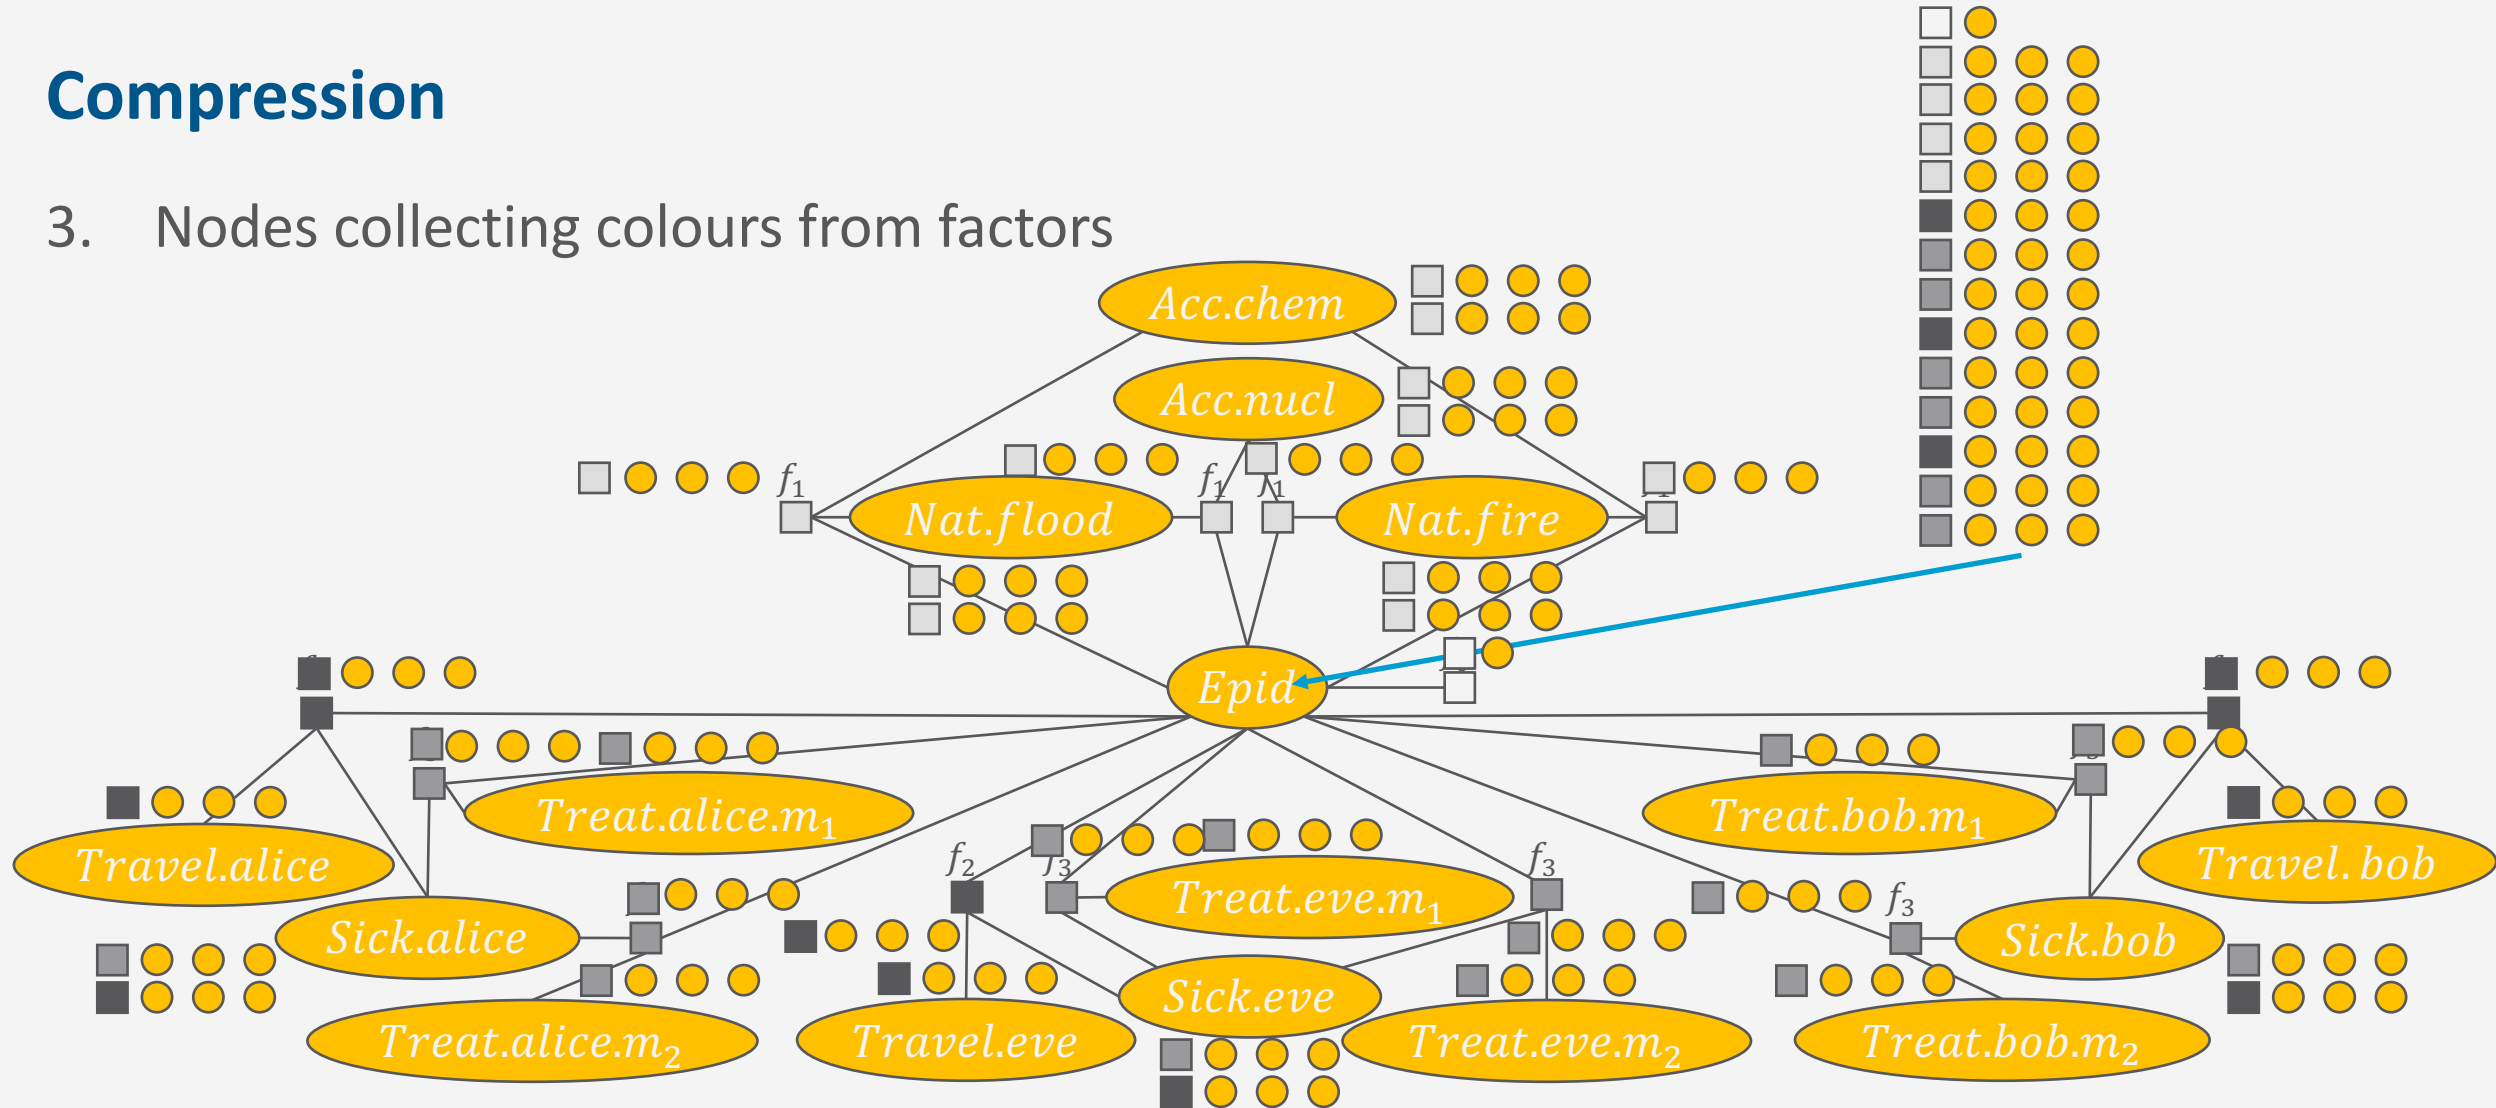 Compression
3. Nodes collecting colours from factors
Acc.chem
Acc.nucl
f₁
f₁
f₁
Nat.flood
Nat.fire
Epid
Treat.alice.m₁
Treat.bob.m₁
Travel.alice
f₂
f₃
f₃
Travel. bob
Treat.eve.m₁
f₃
Sick.alice
Sick.bob
Sick.eve
Treat.alice.m₂
Travel.eve
Treat.eve.m₂
Treat.bob.m₂